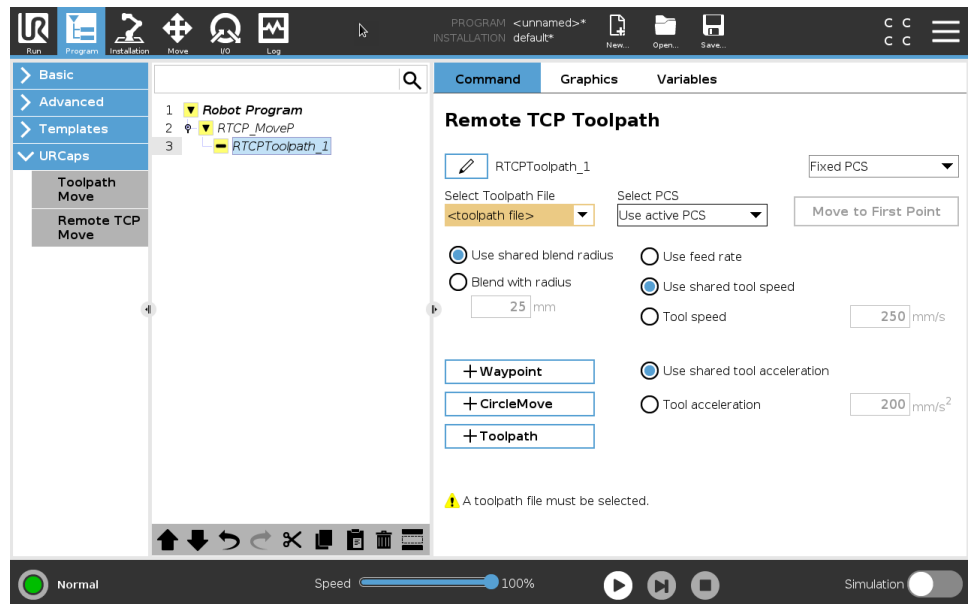 PROGRAM <unnamed>*
INSTALLATION default*
UR
Run
Program
Installation
Move
I/O
Log
New...
Open...
Save...
C C
C C
Basic
Advanced
Templates
URCaps
Toolpath
Move
Remote TCP
Move
1 Robot Program
2 RTCP_MoveP
3 RTCPToolpath_1
Command Graphics Variables
Remote TCP Toolpath
RTCPToolpath_1
Fixed PCS
Select Toolpath File
Select PCS
<toolpath file>
Use active PCS
Move to First Point
Use shared blend radius
Use feed rate
Blend with radius
Use shared tool speed
25 mm
Tool speed 250 mm/s
+ Waypoint
Use shared tool acceleration
+ CircleMove
Tool acceleration 200 mm/s²
+ Toolpath
A toolpath file must be selected.
Normal
Speed 100%
Simulation